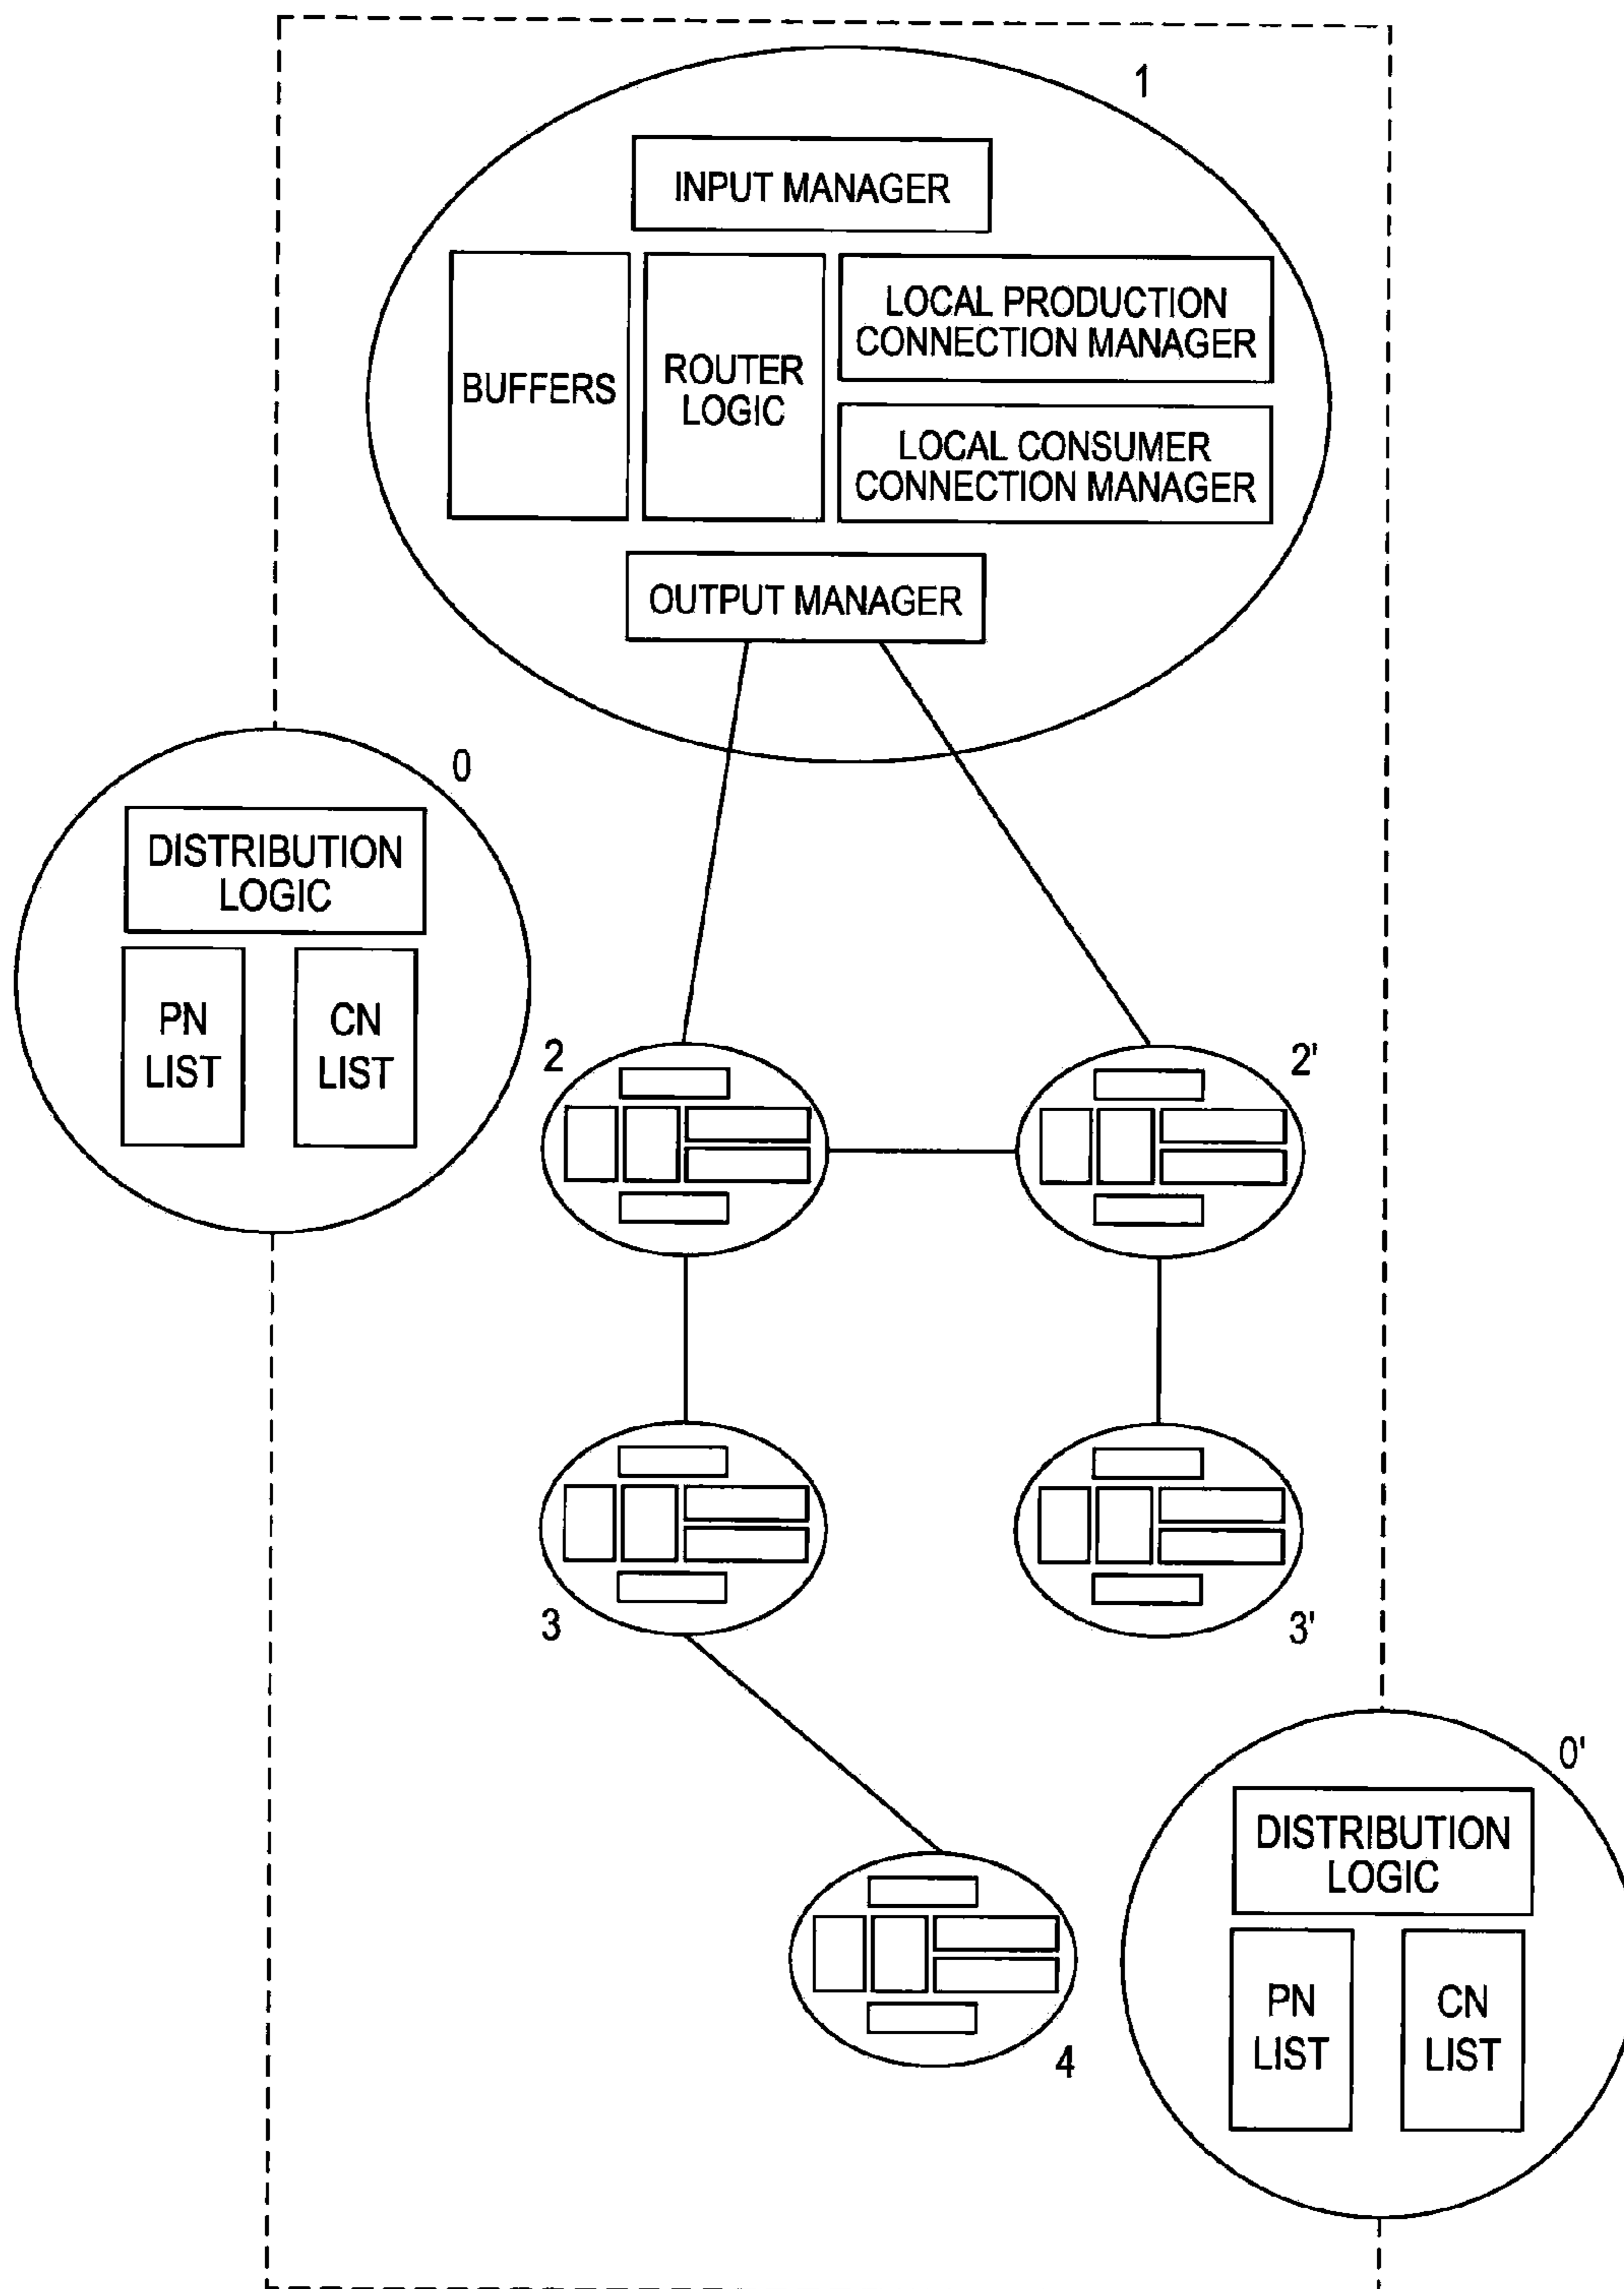 1
INPUT MANAGER
BUFFERS
ROUTER
LOGIC
LOCAL PRODUCTION
CONNECTION MANAGER
LOCAL CONSUMER
CONNECTION MANAGER
OUTPUT MANAGER
0
DISTRIBUTION
LOGIC
PN
LIST
CN
LIST
2
2'
3
3'
0'
DISTRIBUTION
LOGIC
PN
LIST
CN
LIST
4